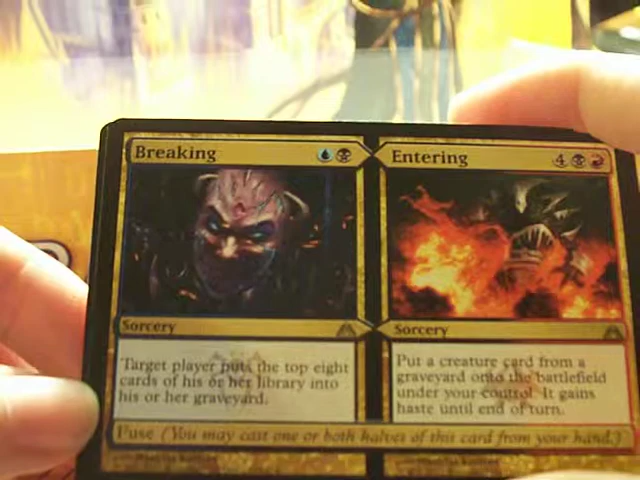 Breaking
Entering
4
Sorcery
Sorcery
Target player puts the top eight
cards of his or her library into
his or her graveyard.
Put a creature card from a
graveyard onto the battlefield
under your control. It gains
haste until end of turn.
Fuse (You may cast one or both halves of this card from your hand.)